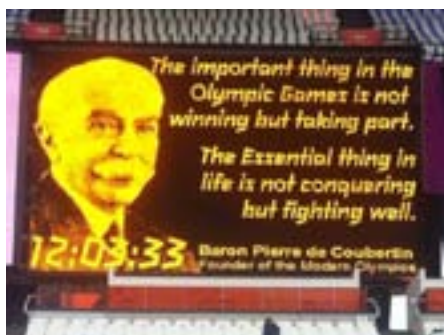 The important thing in the
Olympic Games is not
winning but taking part.
The Essential thing in
life is not conquering
but fighting well.
12:03:33
Baron Pierre de Coubertin
Founder of the Modern Olympics